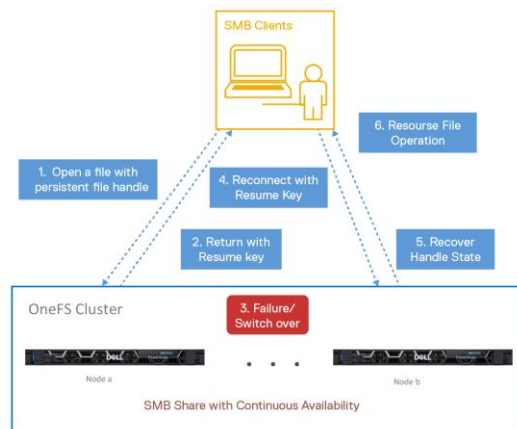 SMB Clients
6. Resourse File
Operation
1. Open a file with
persistent file handle
4. Reconnect with
Resume Key
2. Return with
Resume key
5. Recover
Handle State
OneFS Cluster
3. Failure/
Switch over
DELL
DELL
Node a
Node b
SMB Share with Continuous Availability